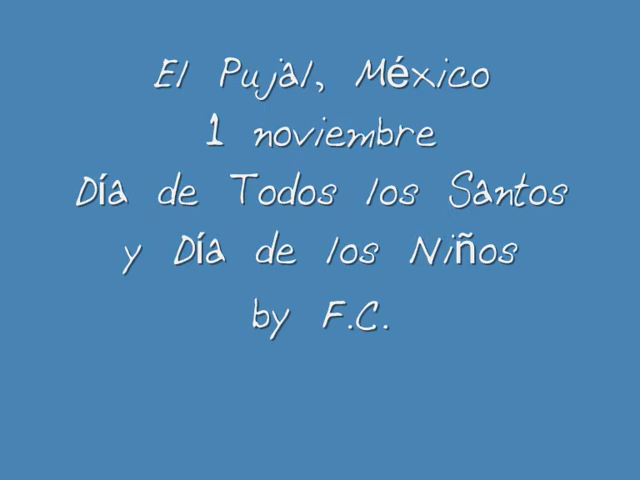 El Pujal, México
1 noviembre
Día de Todos los Santos
y Día de los Niños
by F.C.